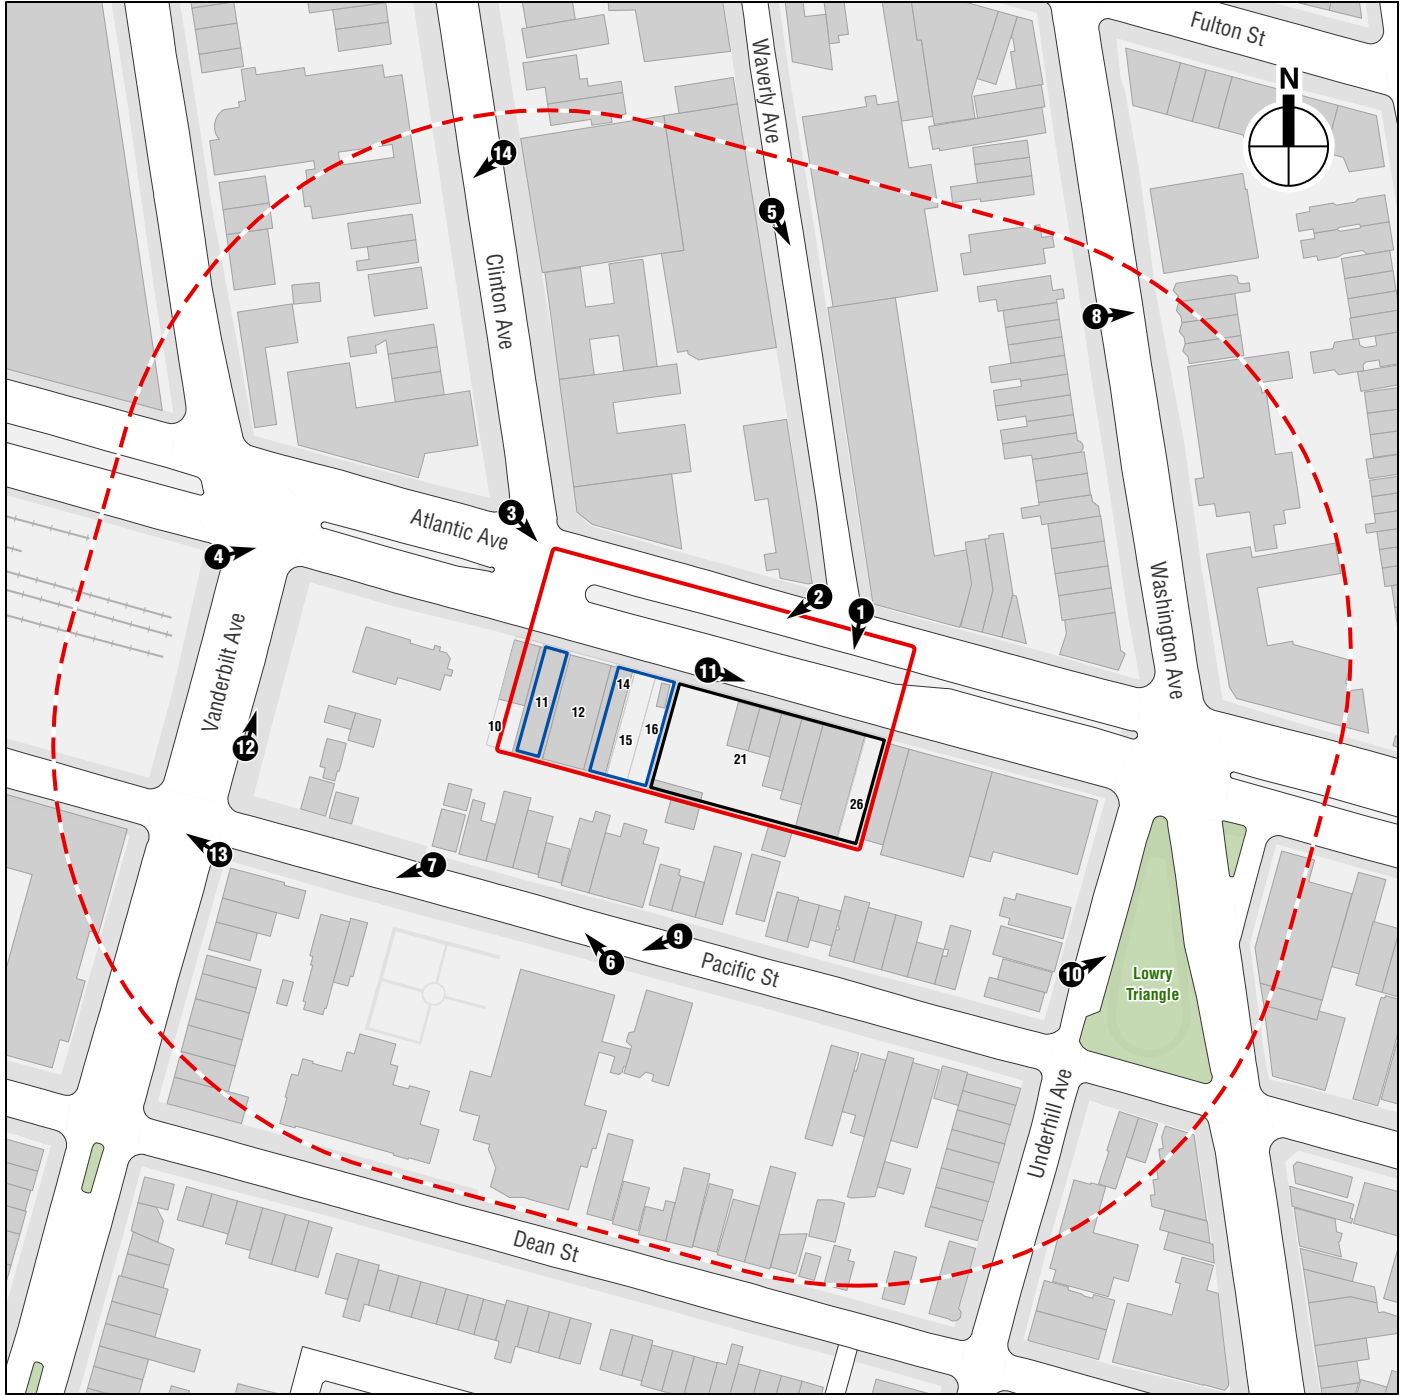 Fulton St
N
Waverly Ave
14
5
Clinton Ave
8
3
Atlantic Ave
4
Washington Ave
2
1
Vanderbilt Ave
11
14
11
12
10
16
15
21
12
26
13
7
9
6
Pacific St
10
Lowry
Triangle
Underhill Ave
Dean St